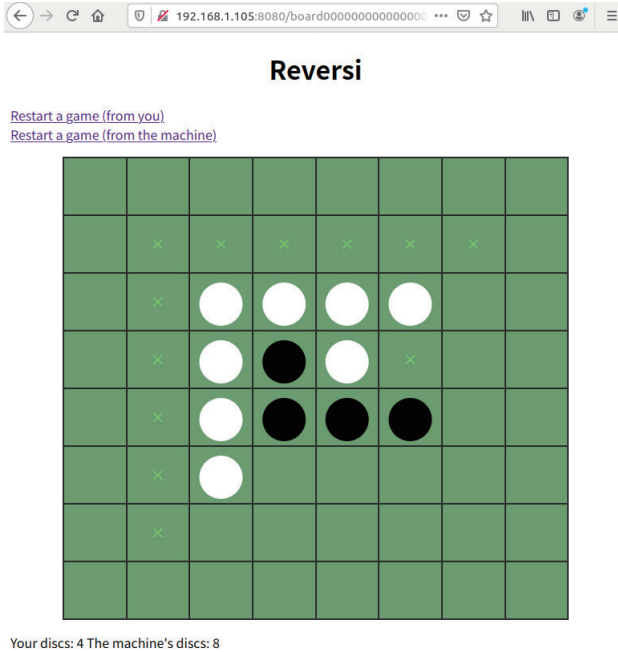 192.168.1.105:8080/board000000000000000
Reversi
Restart a game (from you)
Restart a game (from the machine)
Your discs: 4 The machine's discs: 8